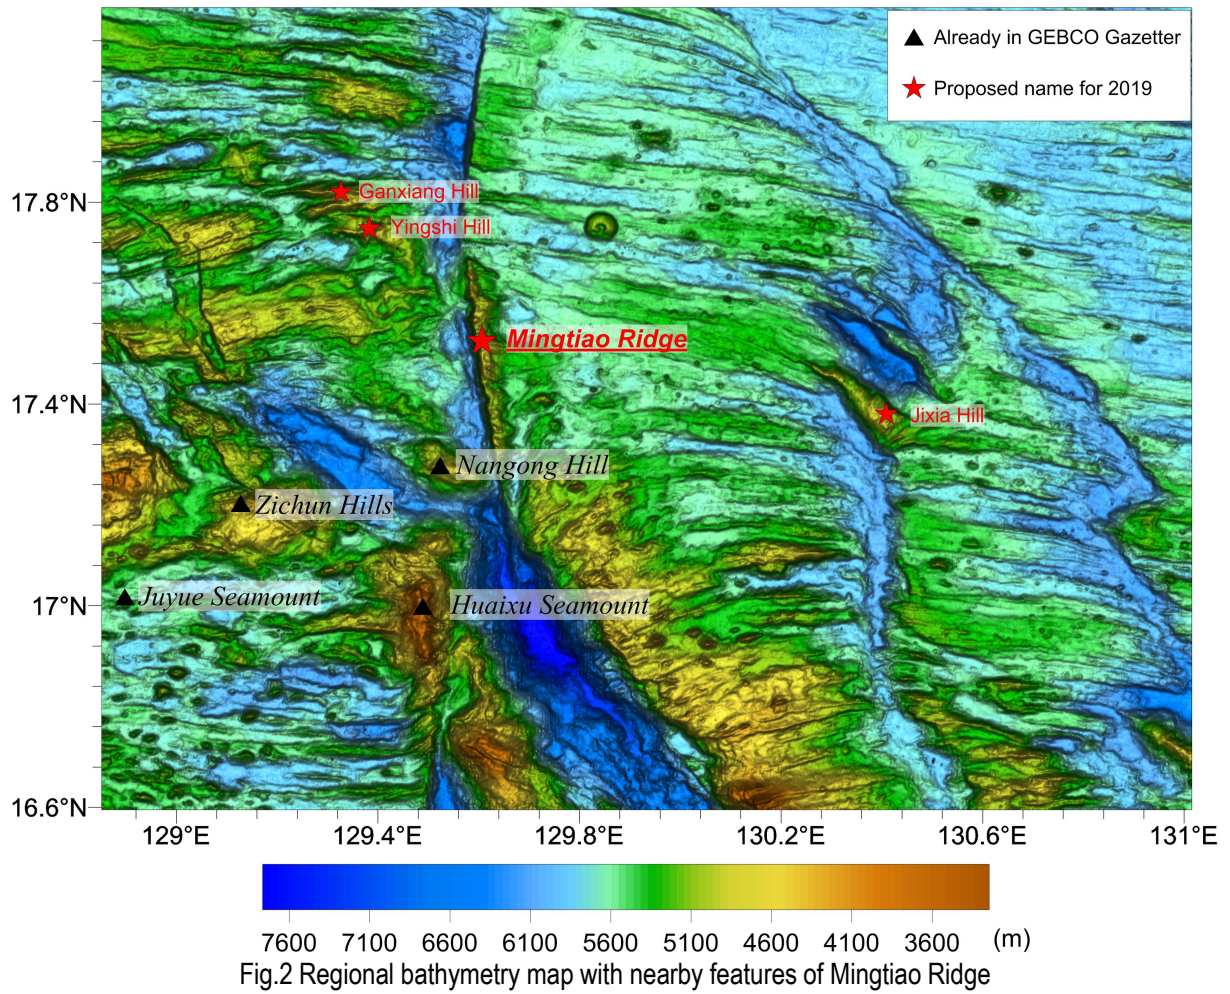 Already in GEBCO Gazetter
Proposed name for 2019
17.8°N
Ganxiang Hill
Yingshi Hill
Mingtiao Ridge
17.4°N
Jixia Hill
Nangong Hill
Zichun Hills
17°N
Juyue Seamount
Huaixu Seamount
16.6°N
129°E 129.4°E 129.8°E 130.2°E 130.6°E 131°E
7600 7100 6600 6100 5600 5100 4600 4100 3600 (m)
Fig.2 Regional bathymetry map with nearby features of Mingtiao Ridge